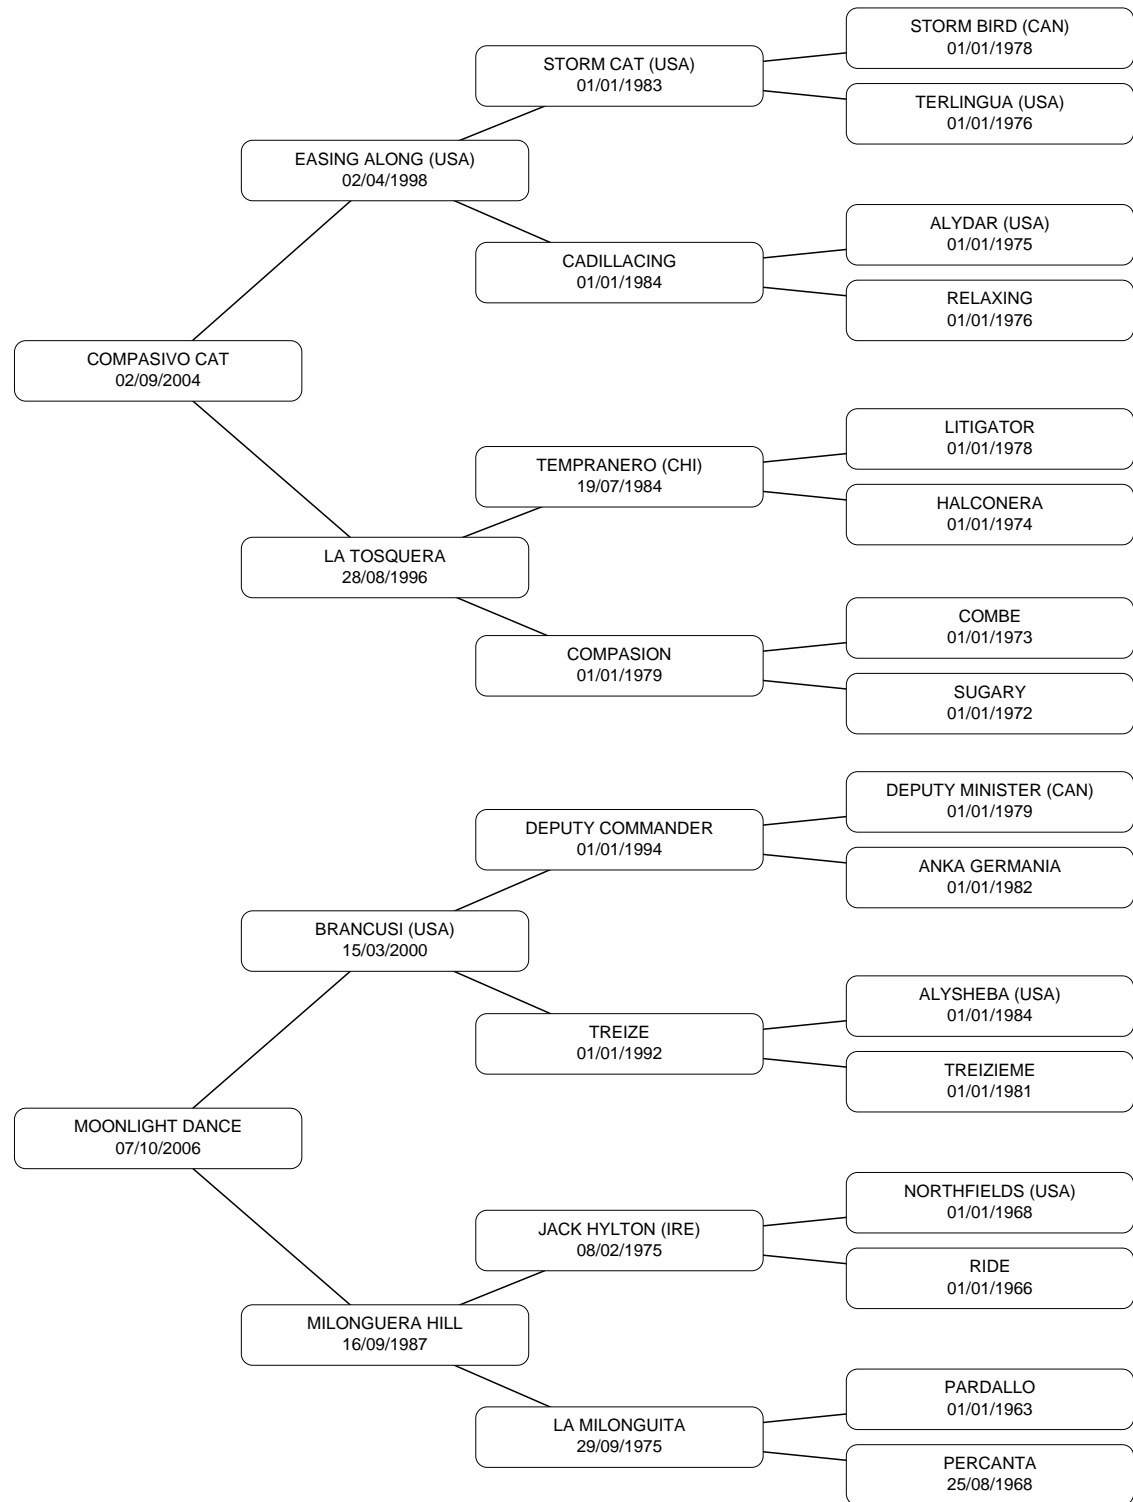 STORM BIRD (CAN)
01/01/1978
STORM CAT (USA)
01/01/1983
TERLINGUA (USA)
01/01/1976
EASING ALONG (USA)
02/04/1998
ALYDAR (USA)
01/01/1975
CADILLACING
01/01/1984
RELAXING
01/01/1976
COMPASIVO CAT
02/09/2004
LITIGATOR
01/01/1978
TEMPRANERO (CHI)
19/07/1984
HALCONERA
01/01/1974
LA TOSQUERA
28/08/1996
COMBE
01/01/1973
COMPASION
01/01/1979
SUGARY
01/01/1972
DEPUTY MINISTER (CAN)
01/01/1979
DEPUTY COMMANDER
01/01/1994
ANKA GERMANIA
01/01/1982
BRANCUSI (USA)
15/03/2000
ALYSHEBA (USA)
01/01/1984
TREIZE
01/01/1992
TREIZIEME
01/01/1981
MOONLIGHT DANCE
07/10/2006
NORTHFIELDS (USA)
01/01/1968
JACK HYLTON (IRE)
08/02/1975
RIDE
01/01/1966
MILONGUERA HILL
16/09/1987
PARDALLO
01/01/1963
LA MILONGUITA
29/09/1975
PERCANTA
25/08/1968